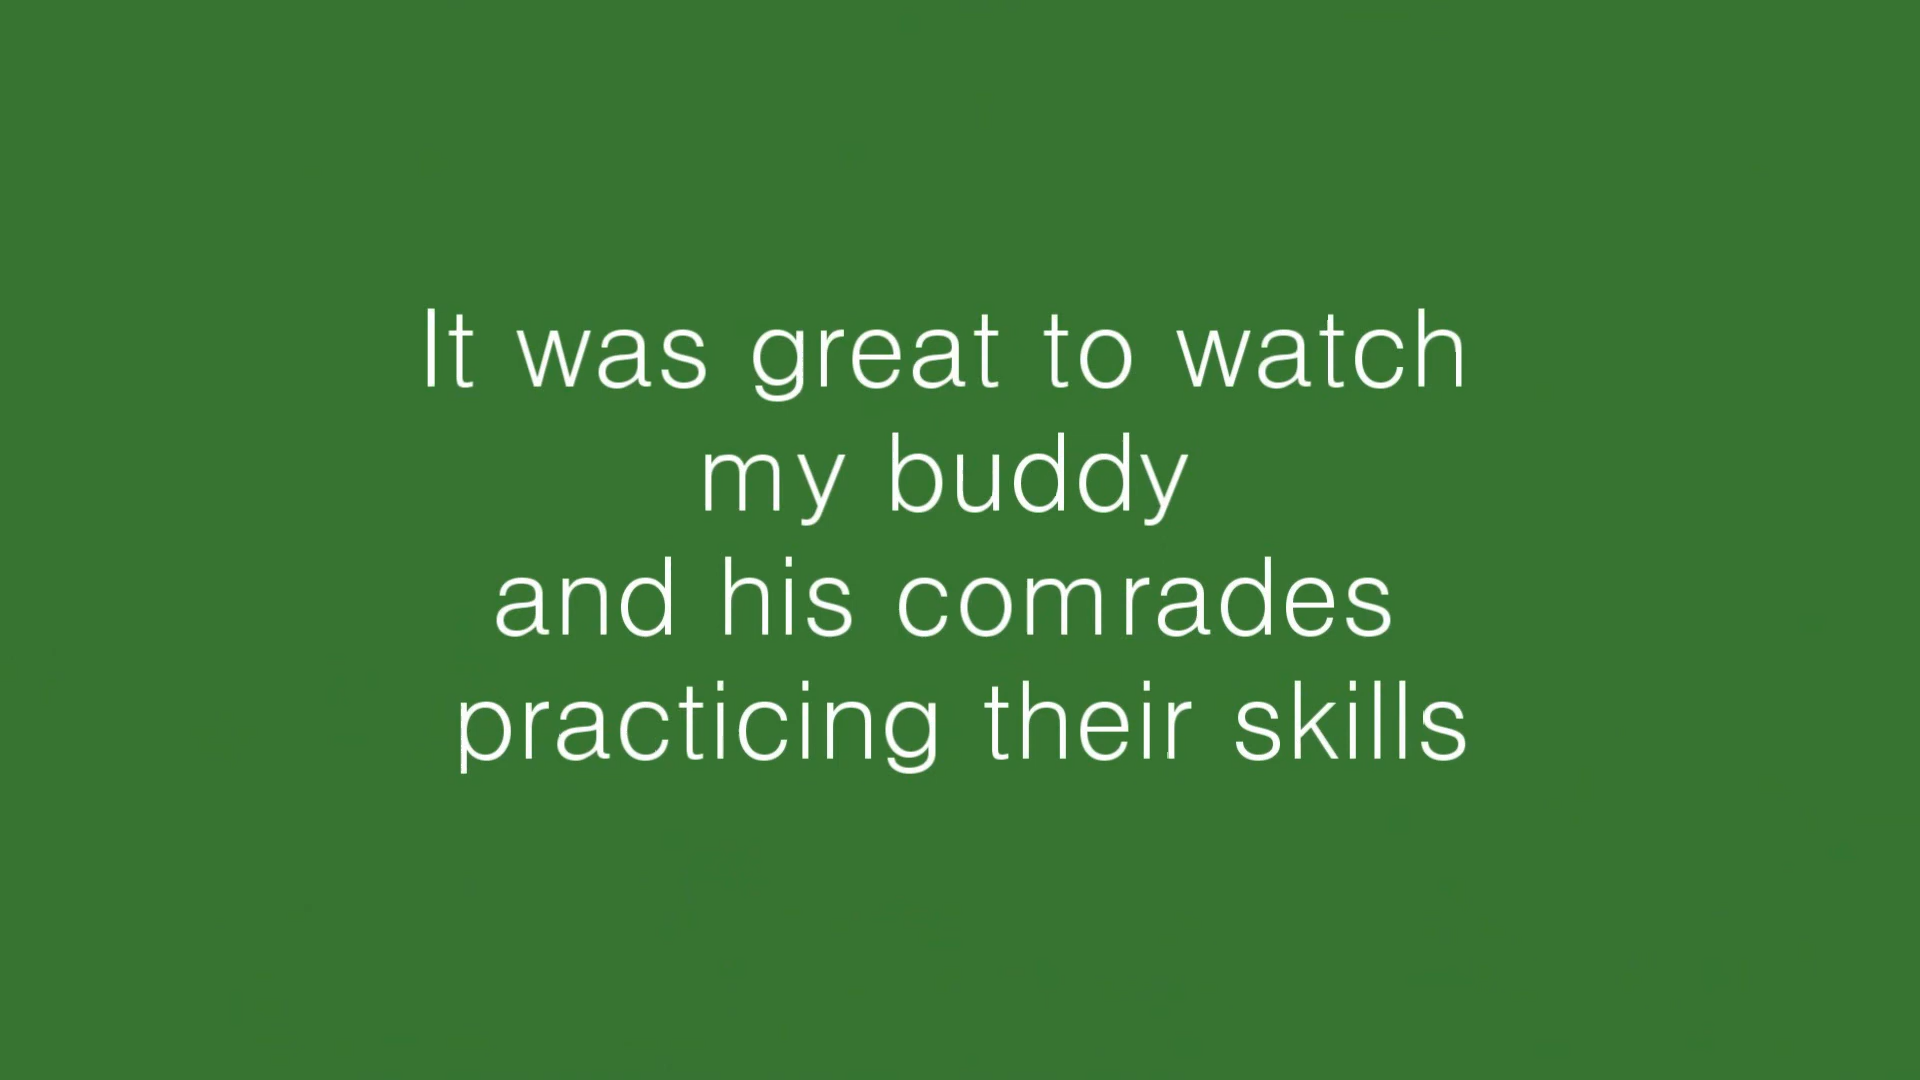 It was great to watch
my buddy
and his comrades
practicing their skills